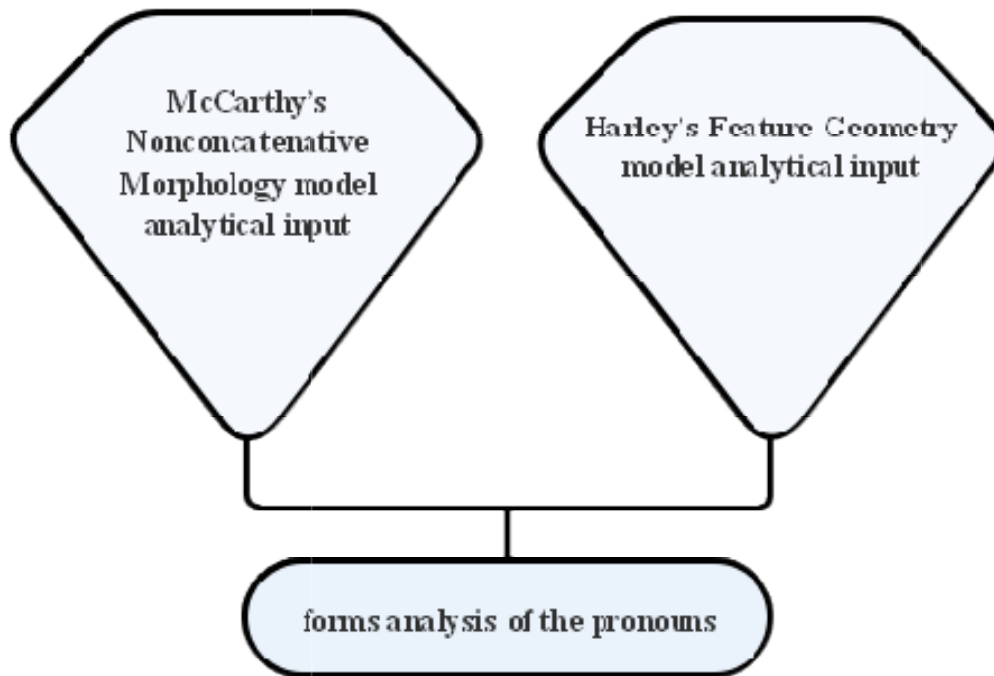 McCarthy's
Nonconcatenative
Morphology model
analytical input
Harley's Feature Geometry
model analytical input
forms analysis of the pronouns